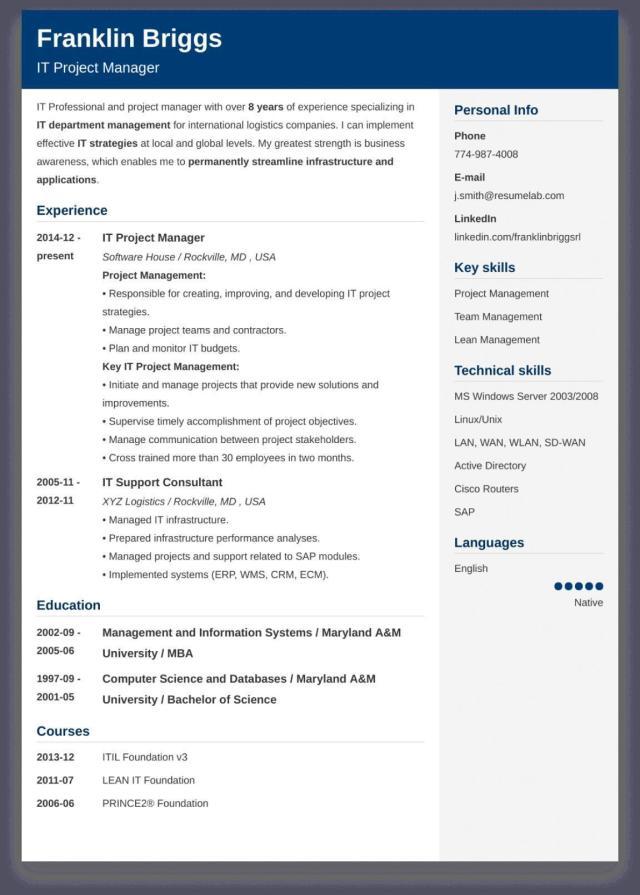 Franklin Briggs
IT Project Manager
IT Professional and project manager with over 8 years of experience specializing in
IT department management for international logistics companies. I can implement
effective IT strategies at local and global levels. My greatest strength is business
awareness, which enables me to permanently streamline infrastructure and
applications.
Experience
2014-12 -
present
IT Project Manager
Software House / Rockville, MD , USA
Project Management:
• Responsible for creating, improving, and developing IT project
strategies.
• Manage project teams and contractors.
• Plan and monitor IT budgets.
Key IT Project Management:
• Initiate and manage projects that provide new solutions and
improvements.
• Supervise timely accomplishment of project objectives.
• Manage communication between project stakeholders.
• Cross trained more than 30 employees in two months.
2005-11 -
2012-11
IT Support Consultant
XYZ Logistics / Rockville, MD , USA
• Managed IT infrastructure.
• Prepared infrastructure performance analyses.
• Managed projects and support related to SAP modules.
• Implemented systems (ERP, WMS, CRM, ECM).
Education
2002-09 -
2005-06
Management and Information Systems / Maryland A&M
University / MBA
1997-09 -
2001-05
Computer Science and Databases / Maryland A&M
University / Bachelor of Science
Courses
2013-12 ITIL Foundation v3
2011-07 LEAN IT Foundation
2006-06 PRINCE2® Foundation
Personal Info
Phone
774-987-4008
E-mail
j.smith@resumelab.com
LinkedIn
linkedin.com/franklinbriggsrl
Key skills
Project Management
Team Management
Lean Management
Technical skills
MS Windows Server 2003/2008
Linux/Unix
LAN, WAN, WLAN, SD-WAN
Active Directory
Cisco Routers
SAP
Languages
English
Native